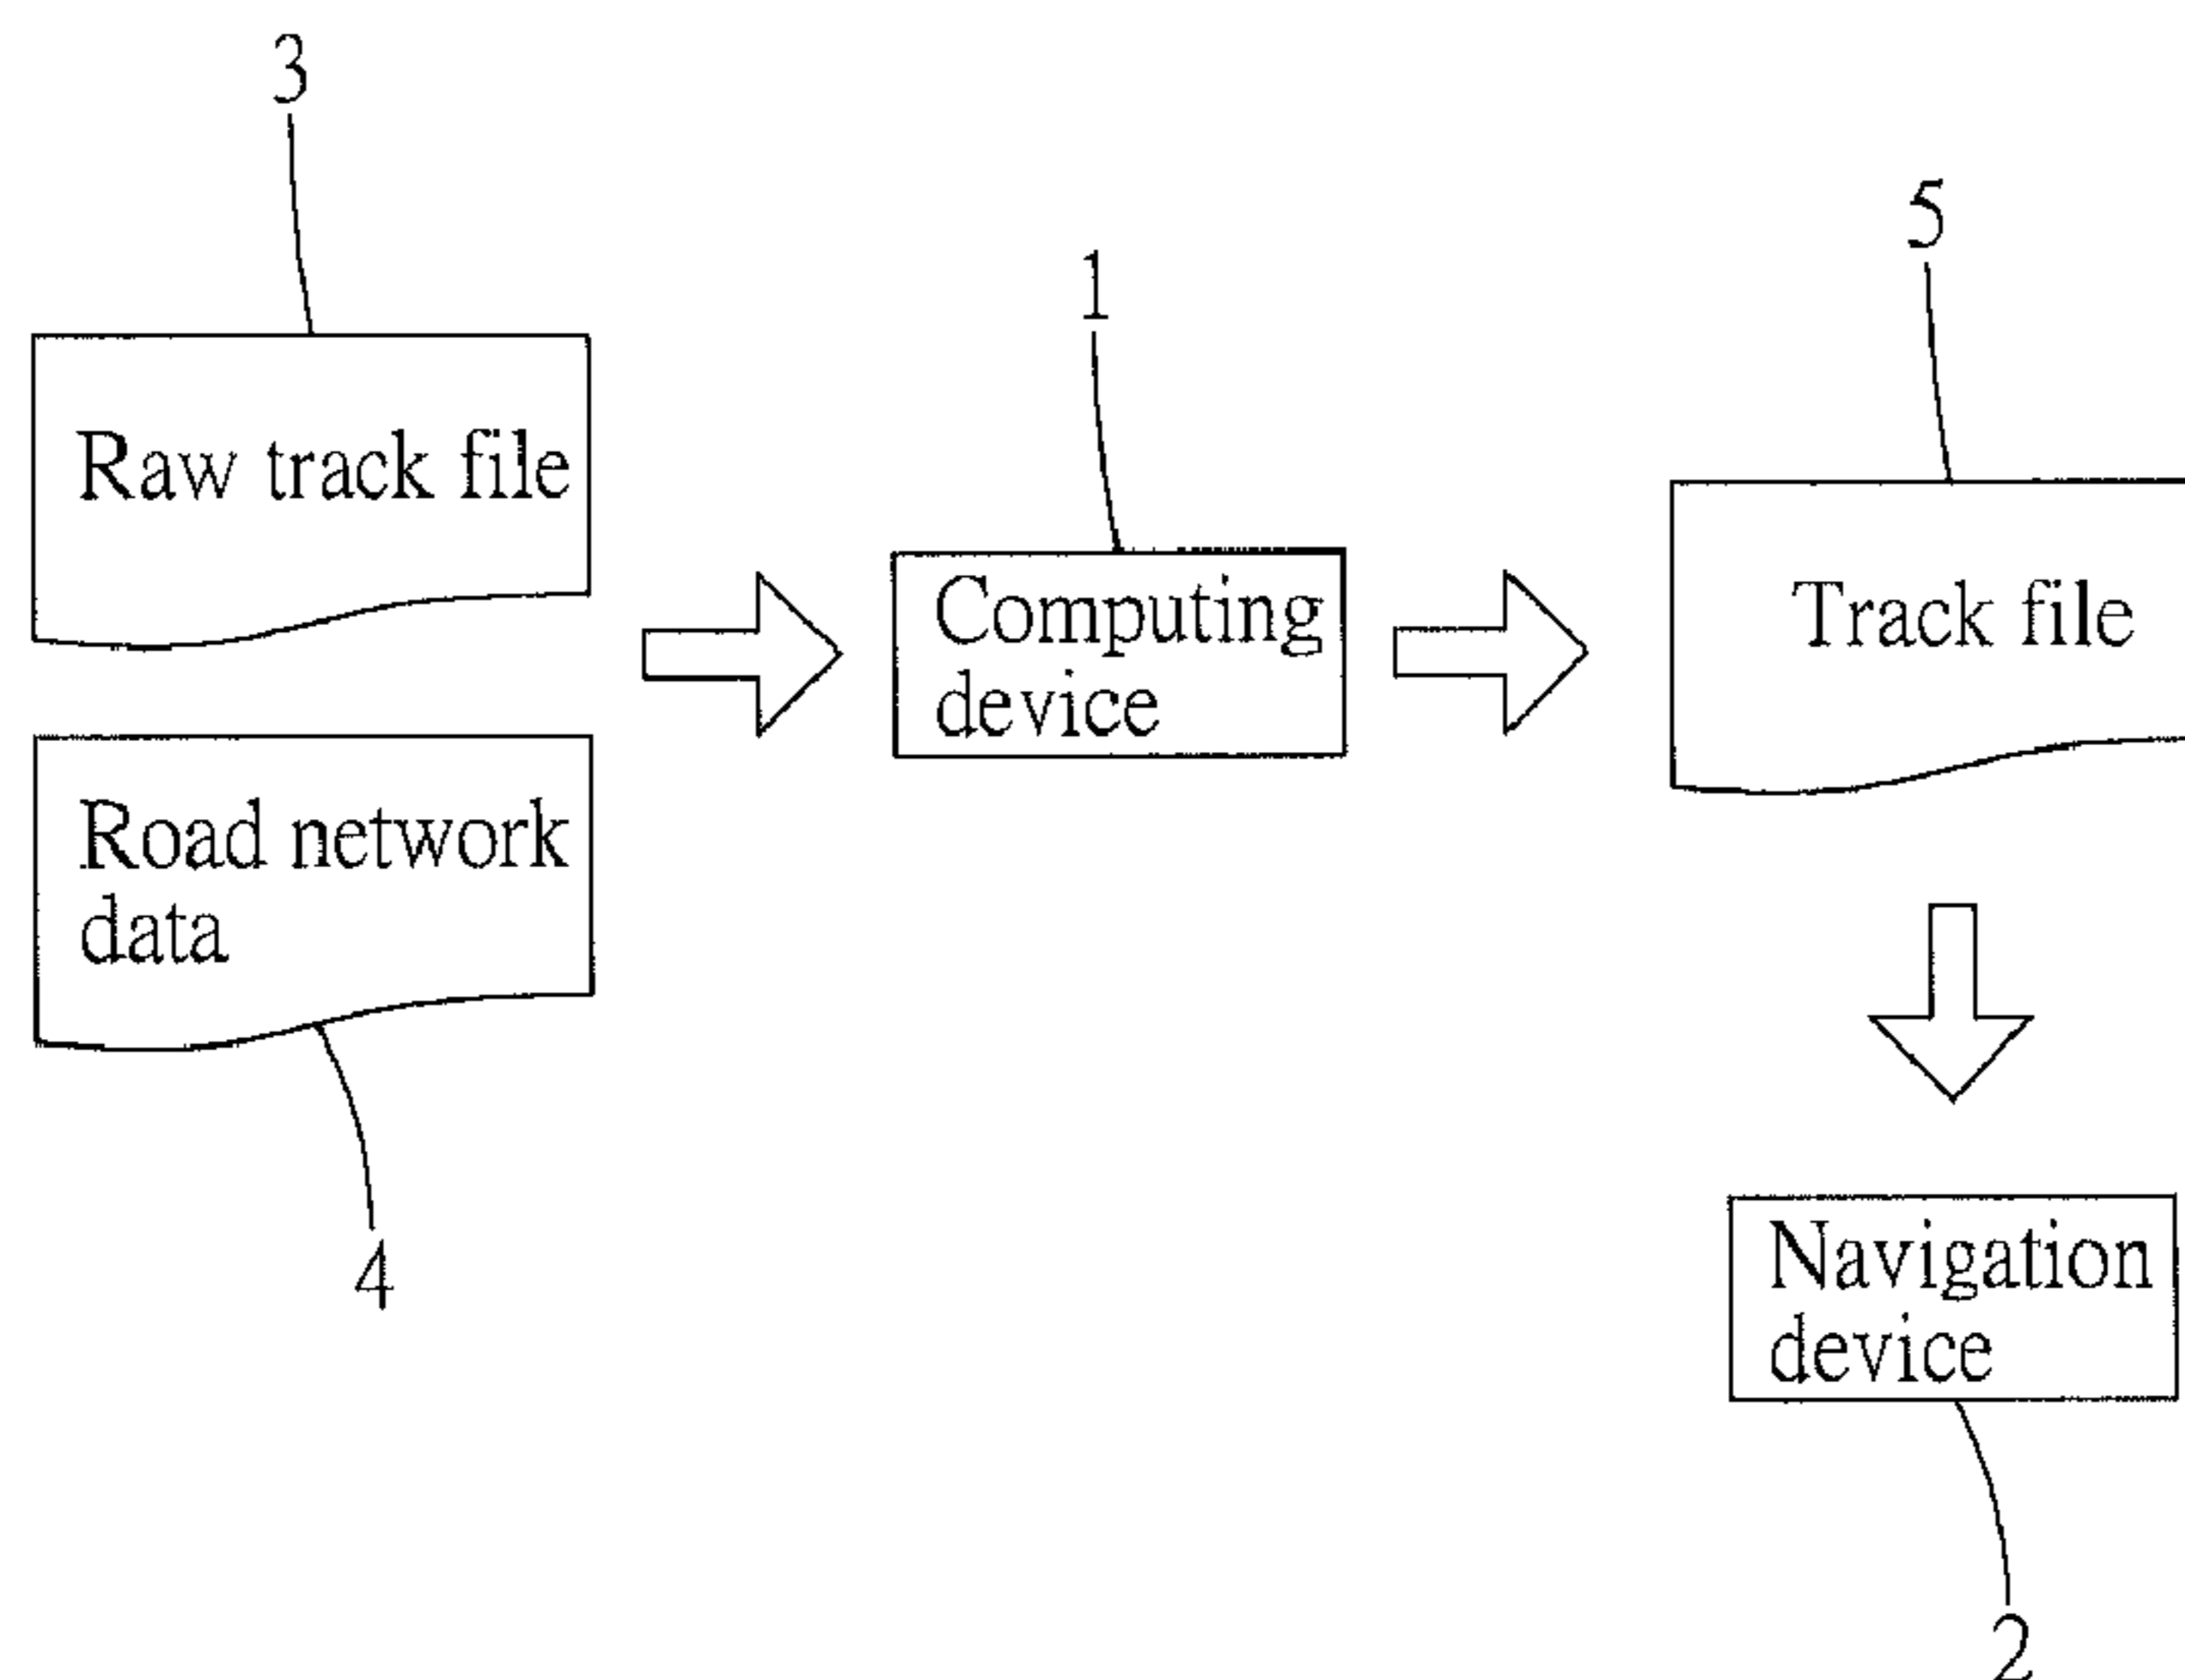 3
Raw track file
Road network
data
4
1
Computing
device
5
Track file
Navigation
device
2